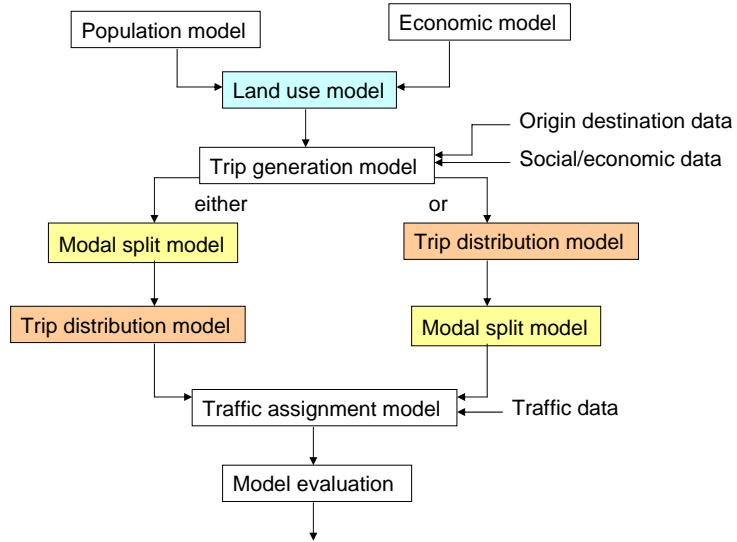 Population model
Economic model
Land use model
Origin destination data
Trip generation model
Social/economic data
either
or
Modal split model
Trip distribution model
Trip distribution model
Modal split model
Traffic assignment model
Traffic data
Model evaluation